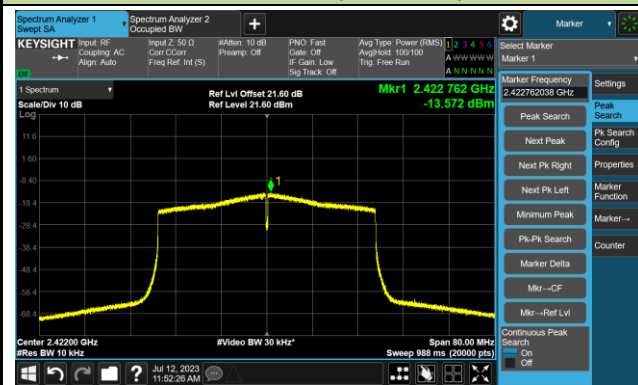 Spectrum Analyzer 1
Swept SA
Spectrum Analyzer 2
Occupied BW
Marker
KEYSIGHT
Input: RF
Coupling: AC
Align: Auto
Input Z: 50 Ω
Corr CCorr
Freq Ref: Int (S)
#Atten: 10 dB
Preamp: Off
PNO: Fast
Gate: Off
IF Gain: Low
Sig Track: Off
Avg Type: Power (RMS)
Avg|Hold: 100/100
Trig: Free Run
1 2 3 4 5 6
A W W W W W
A N N N N N
Select Marker
Marker 1
1 Spectrum
Scale/Div 10 dB
Log
Ref Lvl Offset 21.60 dB
Ref Level 21.60 dBm
Mkr1 2.422 762 GHz
-13.572 dBm
11.6
1.60
-8.40
-18.4
-28.4
-38.4
-48.4
-58.4
-68.4
1
Center 2.42200 GHz
#Res BW 10 kHz
#Video BW 30 kHz*
Span 80.00 MHz
Sweep 988 ms (20000 pts)
Marker Frequency
2.422762038 GHz
Peak Search
Next Peak
Next Pk Right
Next Pk Left
Minimum Peak
Pk-Pk Search
Marker Delta
Mkr→CF
Mkr→Ref Lvl
Continuous Peak
Search
On
Off
Settings
Peak
Search
Pk Search
Config
Properties
Marker
Function
Marker→
Counter
Jul 12, 2023
11:52:26 AM